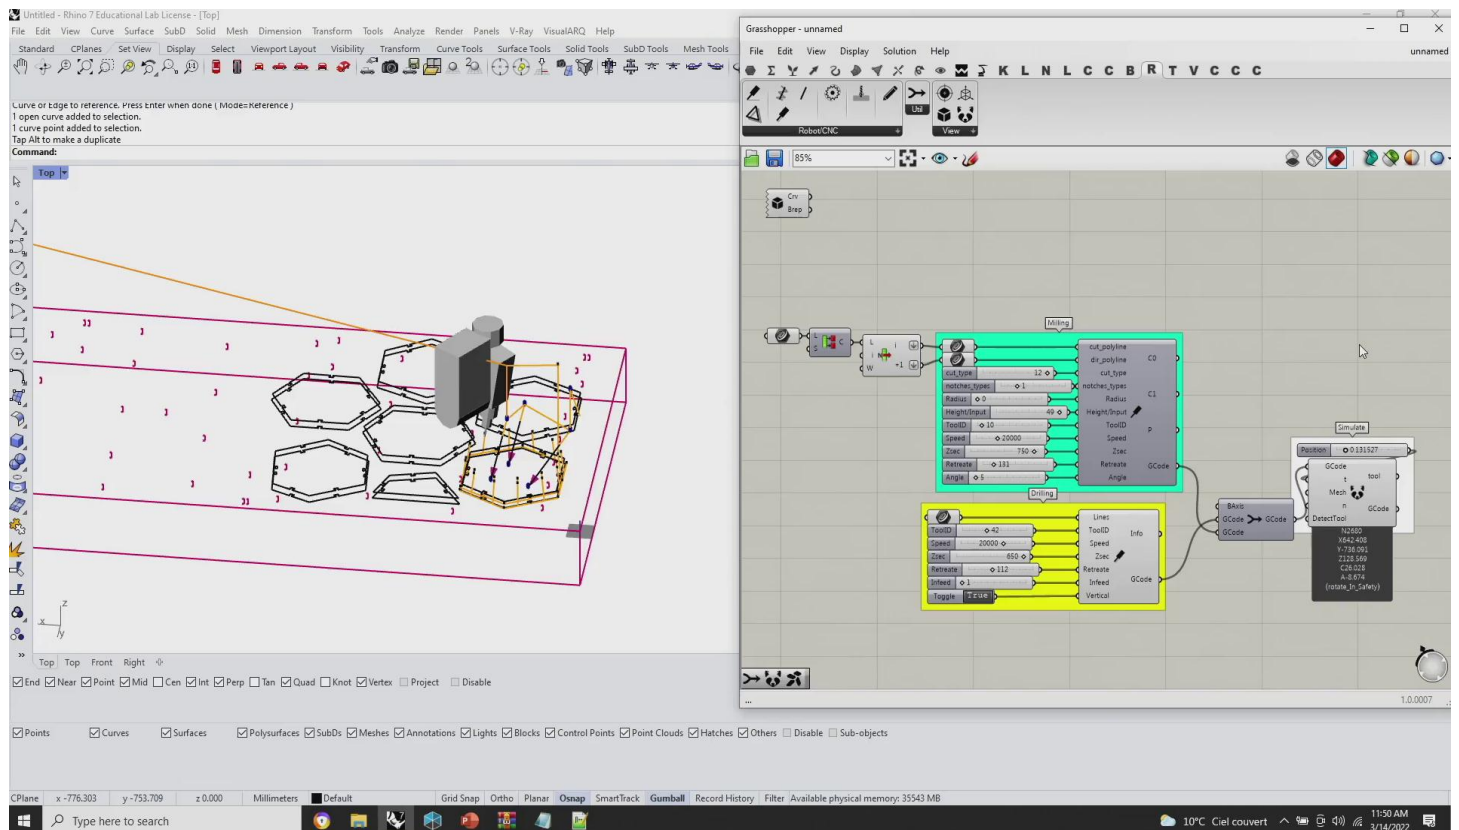 Untitled - Rhino 7 Educational Lab License - [Top]
File Edit View Curve Surface SubD Solid Mesh Dimension Transform Tools Analyze Render Panels V-Ray VisualARQ Help
Standard CPlanes Set View Display Select Viewport Layout Visibility Transform Curve Tools Surface Tools Solid Tools SubD Tools Mesh Tools
Curve or Edge to reference. Press Enter when done ( Mode=Reference )
1 open curve added to selection.
1 curve point added to selection.
Tap Alt to make a duplicate
Command:
Top
z
x
y
Top Top Front Right
End Near Point Mid Cen Int Perp Tan Quad Knot Vertex Project Disable
Points Curves Surfaces Polysurfaces SubDs Meshes Annotations Lights Blocks Control Points Point Clouds Hatches Others Disable Sub-objects
CPlane x -776.303 y -753.709 z 0.000 Millimeters Default Grid Snap Ortho Planar Osnap SmartTrack Gumball Record History Filter Available physical memory: 35543 MB
Type here to search
10°C Ciel couvert
11:50 AM
3/14/2022
Grasshopper - unnamed
File Edit View Display Solution Help
unnamed
K L N L C C B R T V C C C
Util
Robot/CNC
View
85%
Crv
Brep
Milling
L
S
C
L
i
W
i
N
+1
cut_type 12
notches_types 1
Radius 0
Height/Input 49
ToolID 10
Speed 20000
Zsec 750
Retreate 131
Angle 5
cut_polyline
dir_polyline
cut_type
notches_types
Radius
Height/Input
ToolID
Speed
Zsec
Retreate
Angle
C0
C1
P
GCode
Drilling
ToolID 42
Speed 20000
Zsec 650
Retreate 112
Infeed 1
Toggle True
Lines
ToolID
Speed
Zsec
Retreate
Infeed
Vertical
Info
GCode
BAxis
GCode
GCode
GCode
Simulate
Position 0.131527
GCode
t
Mesh
n
DetectTool
tool
GCode
N2680
X642.408
Y-736.091
Z128.569
C26.028
A-8.674
(rotate_In_Safety)
...
1.0.0007